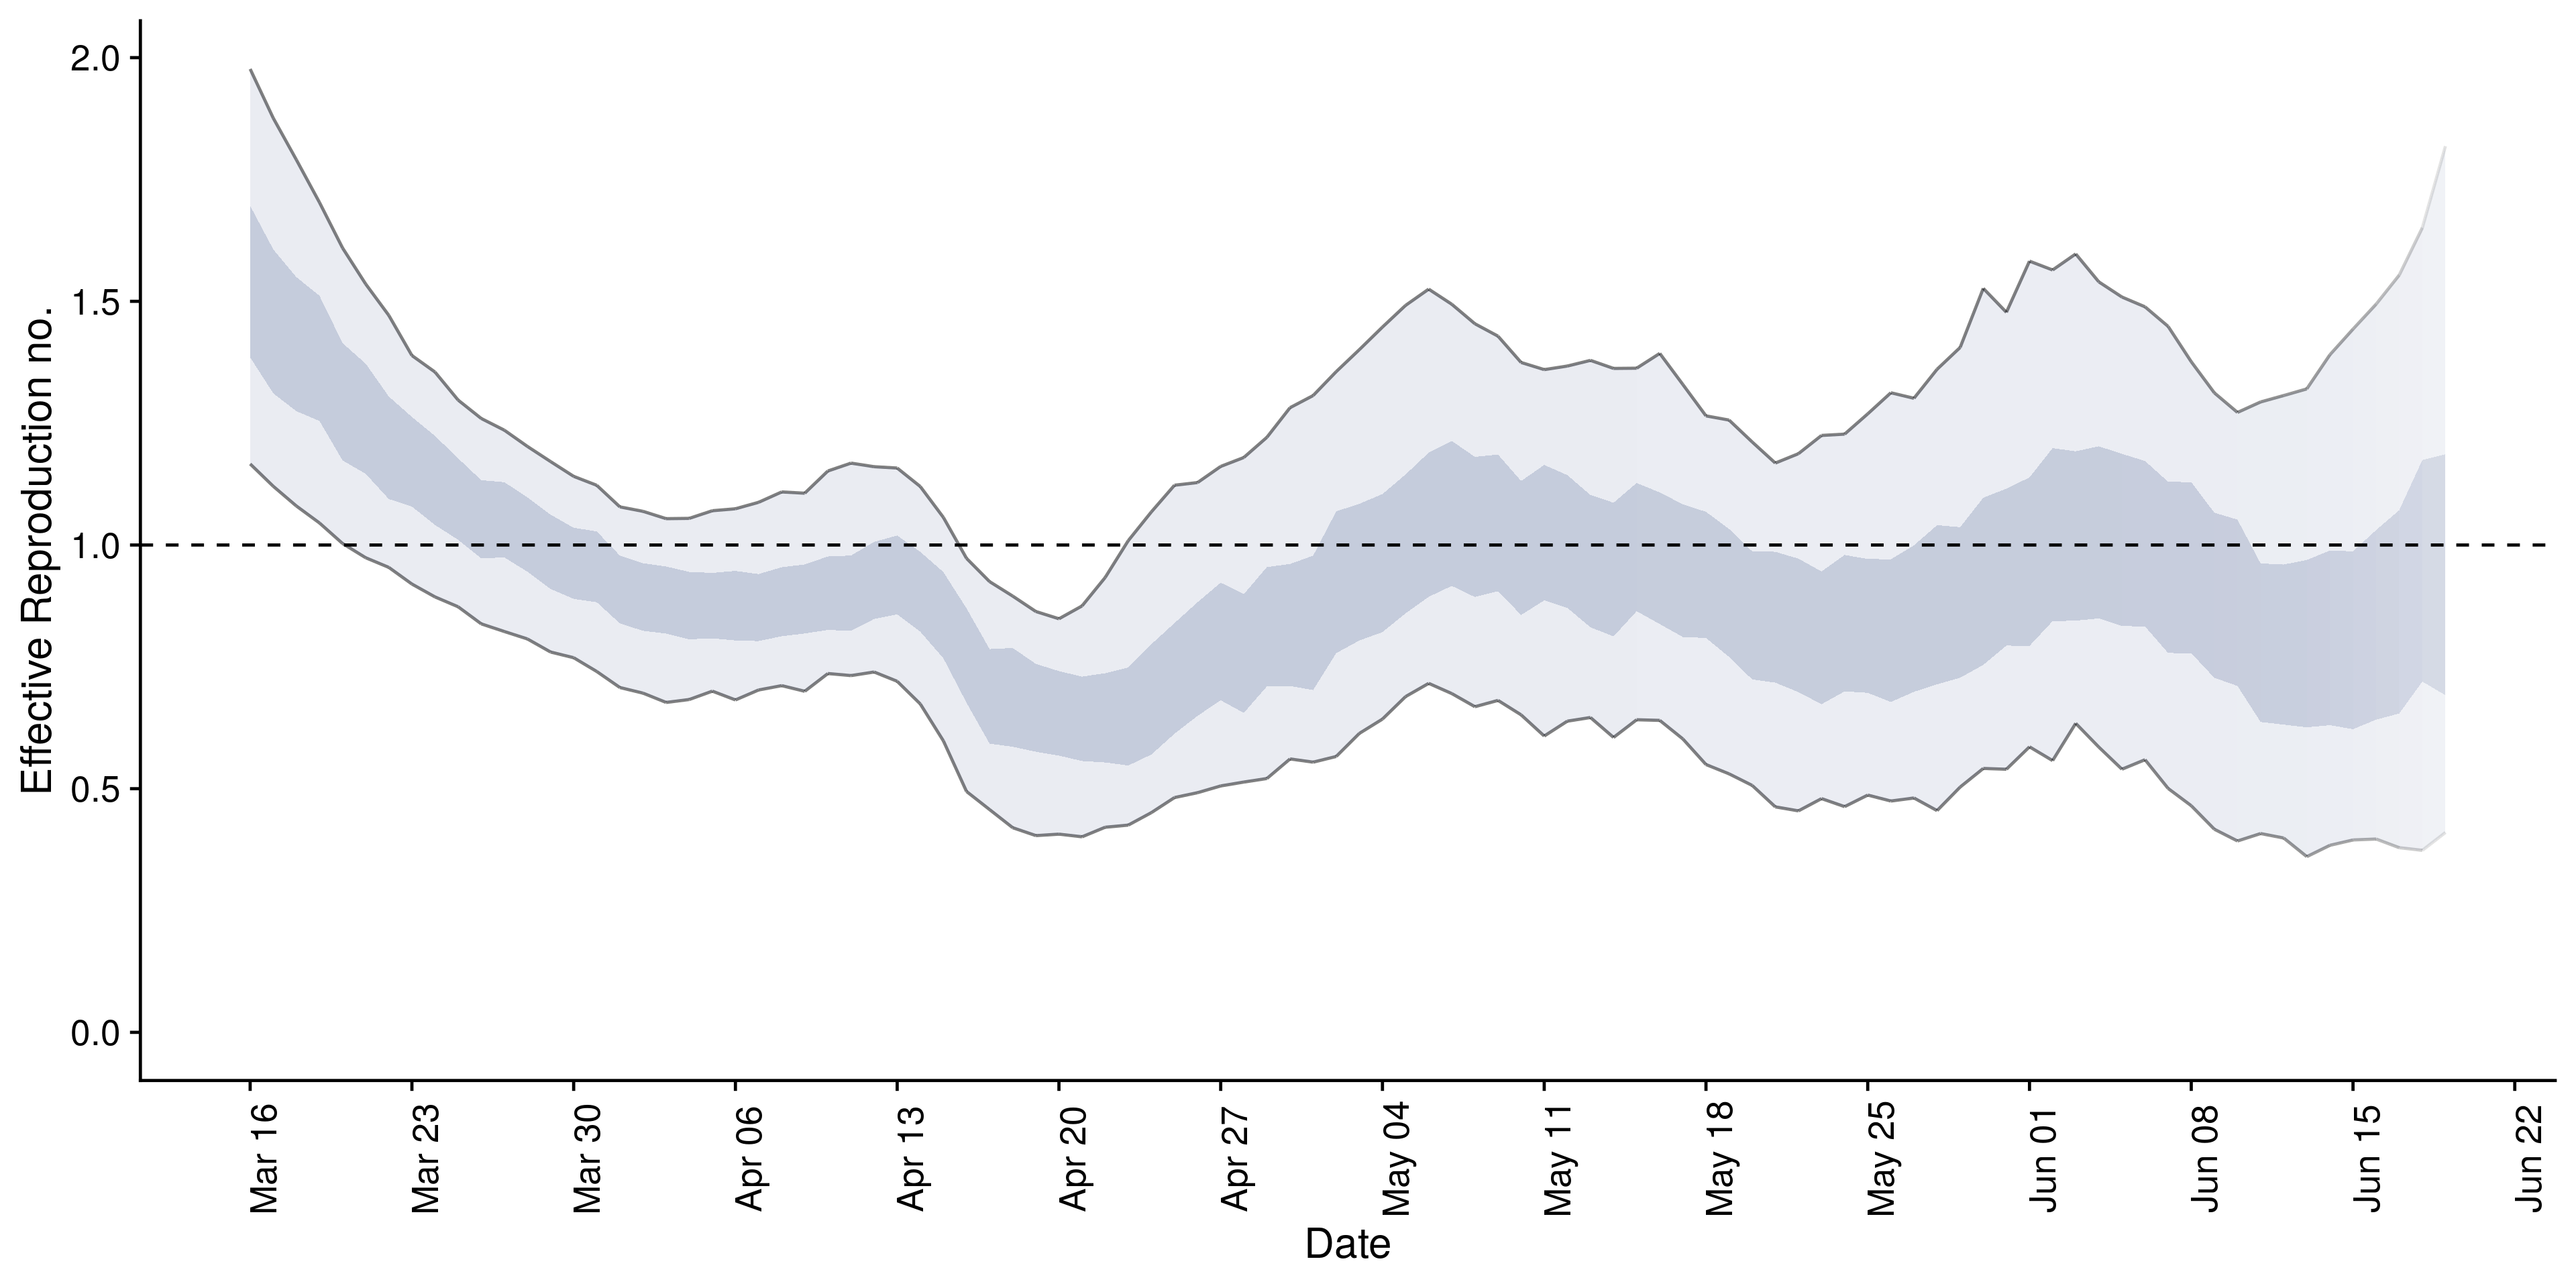 Effective Reproduction no.
2.0
1.5
1.0
0.5
0.0
Mar 16
Mar 23
Mar 30
Apr 06
Apr 13
Apr 20
Apr 27
May 04
May 11
May 18
May 25
Jun 01
Jun 08
Jun 15
Jun 22
Date